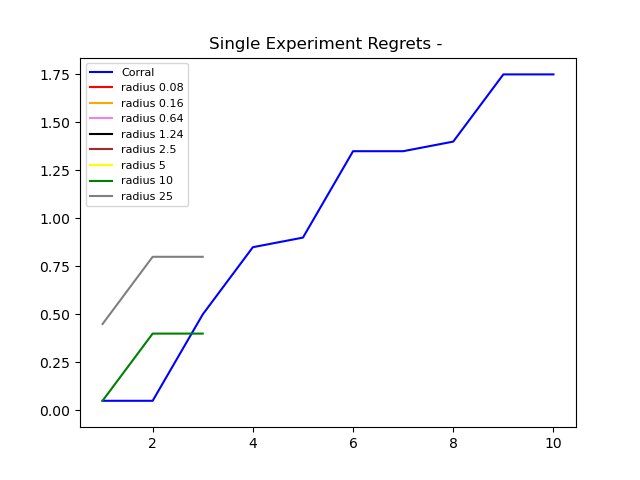 Single Experiment Regrets -
Corral
radius 0.08
radius 0.16
radius 0.64
radius 1.24
radius 2.5
radius 5
radius 10
radius 25
1.75
1.50
1.25
1.00
0.75
0.50
0.25
0.00
2 4 6 8 10